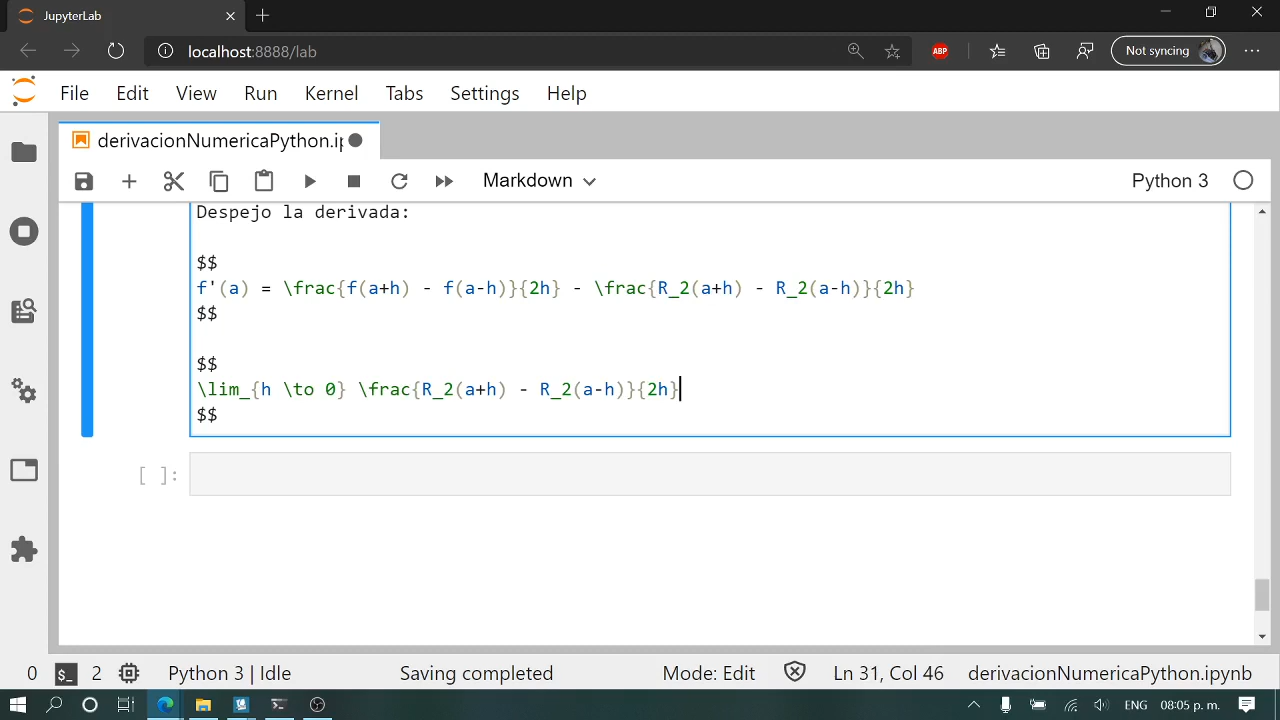 JupyterLab
localhost:8888/lab
ABP
Not syncing
File Edit View Run Kernel Tabs Settings Help
derivacionNumericaPython.ip
Markdown
Python 3
Despejo la derivada:
$$
f'(a) = \frac{f(a+h) - f(a-h)}{2h} - \frac{R_2(a+h) - R_2(a-h)}{2h}
$$
$$
\lim_{h \to 0} \frac{R_2(a+h) - R_2(a-h)}{2h}
$$
[ ]:
0 $_ 2 Python 3 | Idle Saving completed Mode: Edit Ln 31, Col 46 derivacionNumericaPython.ipynb
ENG 08:05 p. m.